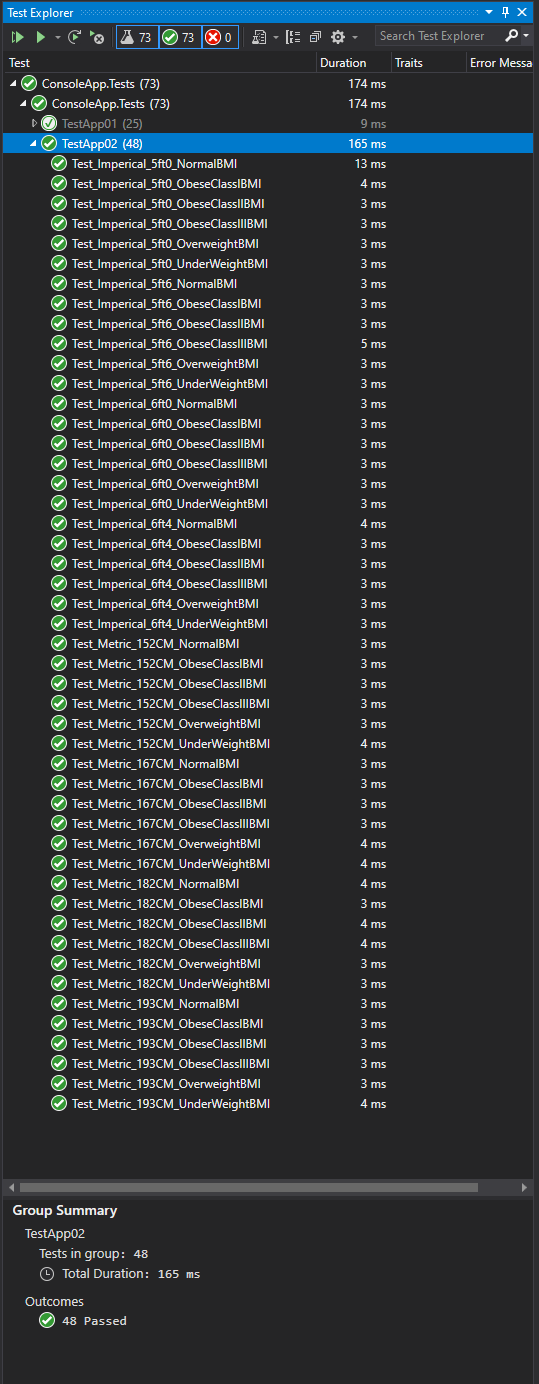 Test Explorer
73 73 0 Search Test Explorer
Test Duration Traits Error Messa
ConsoleApp.Tests (73) 174 ms
ConsoleApp.Tests (73) 174 ms
TestApp01 (25) 9 ms
TestApp02 (48) 165 ms
Test_Imperical_5ft0_NormalBMI 13 ms
Test_Imperical_5ft0_ObeseClassIBMI 4 ms
Test_Imperical_5ft0_ObeseClassIIBMI 3 ms
Test_Imperical_5ft0_ObeseClassIIIBMI 3 ms
Test_Imperical_5ft0_OverweightBMI 3 ms
Test_Imperical_5ft0_UnderWeightBMI 3 ms
Test_Imperical_5ft6_NormalBMI 3 ms
Test_Imperical_5ft6_ObeseClassIBMI 3 ms
Test_Imperical_5ft6_ObeseClassIIBMI 3 ms
Test_Imperical_5ft6_ObeseClassIIIBMI 5 ms
Test_Imperical_5ft6_OverweightBMI 3 ms
Test_Imperical_5ft6_UnderWeightBMI 3 ms
Test_Imperical_6ft0_NormalBMI 3 ms
Test_Imperical_6ft0_ObeseClassIBMI 3 ms
Test_Imperical_6ft0_ObeseClassIIBMI 3 ms
Test_Imperical_6ft0_ObeseClassIIIBMI 3 ms
Test_Imperical_6ft0_OverweightBMI 3 ms
Test_Imperical_6ft0_UnderWeightBMI 3 ms
Test_Imperical_6ft4_NormalBMI 4 ms
Test_Imperical_6ft4_ObeseClassIBMI 3 ms
Test_Imperical_6ft4_ObeseClassIIBMI 3 ms
Test_Imperical_6ft4_ObeseClassIIIBMI 3 ms
Test_Imperical_6ft4_OverweightBMI 3 ms
Test_Imperical_6ft4_UnderWeightBMI 3 ms
Test_Metric_152CM_NormalBMI 3 ms
Test_Metric_152CM_ObeseClassIBMI 3 ms
Test_Metric_152CM_ObeseClassIIBMI 3 ms
Test_Metric_152CM_ObeseClassIIIBMI 3 ms
Test_Metric_152CM_OverweightBMI 3 ms
Test_Metric_152CM_UnderWeightBMI 4 ms
Test_Metric_167CM_NormalBMI 3 ms
Test_Metric_167CM_ObeseClassIBMI 3 ms
Test_Metric_167CM_ObeseClassIIBMI 3 ms
Test_Metric_167CM_ObeseClassIIIBMI 3 ms
Test_Metric_167CM_OverweightBMI 4 ms
Test_Metric_167CM_UnderWeightBMI 4 ms
Test_Metric_182CM_NormalBMI 4 ms
Test_Metric_182CM_ObeseClassIBMI 3 ms
Test_Metric_182CM_ObeseClassIIBMI 4 ms
Test_Metric_182CM_ObeseClassIIIBMI 4 ms
Test_Metric_182CM_OverweightBMI 3 ms
Test_Metric_182CM_UnderWeightBMI 3 ms
Test_Metric_193CM_NormalBMI 3 ms
Test_Metric_193CM_ObeseClassIBMI 3 ms
Test_Metric_193CM_ObeseClassIIBMI 3 ms
Test_Metric_193CM_ObeseClassIIIBMI 3 ms
Test_Metric_193CM_OverweightBMI 3 ms
Test_Metric_193CM_UnderWeightBMI 4 ms
Group Summary
TestApp02
Tests in group: 48
Total Duration: 165 ms
Outcomes
48 Passed